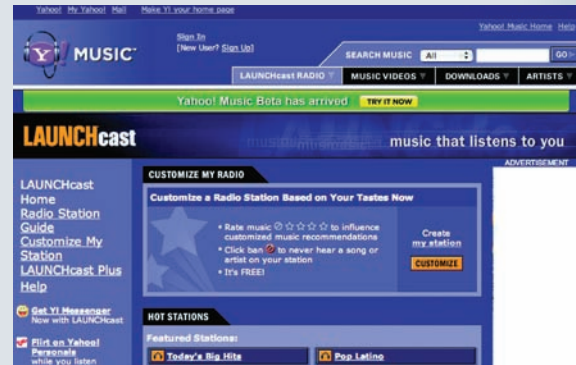 Yahoo! My Yahoo! Mail Make Y! your home page
Yahoo! Music Home Help
Y! MUSIC
Sign In
[New User? Sign Up]
SEARCH MUSIC All GO
LAUNCHcast RADIO MUSIC VIDEOS DOWNLOADS ARTISTS
Yahoo! Music Beta has arrived TRY IT NOW
LAUNCHcast music that listens to you
ADVERTISEMENT
LAUNCHcast
Home
Radio Station
Guide
Customize My
Station
LAUNCHcast Plus
Help
Get Y! Messenger
Now with LAUNCHcast
Flirt on Yahoo!
Personals
while you listen
CUSTOMIZE MY RADIO
Customize a Radio Station Based on Your Tastes Now
• Rate music to influence
customized music recommendations
• Click ban to never hear a song or
artist on your station
• It's FREE!
Create
my station
CUSTOMIZE
HOT STATIONS
Featured Stations:
Today's Big Hits Pop Latino